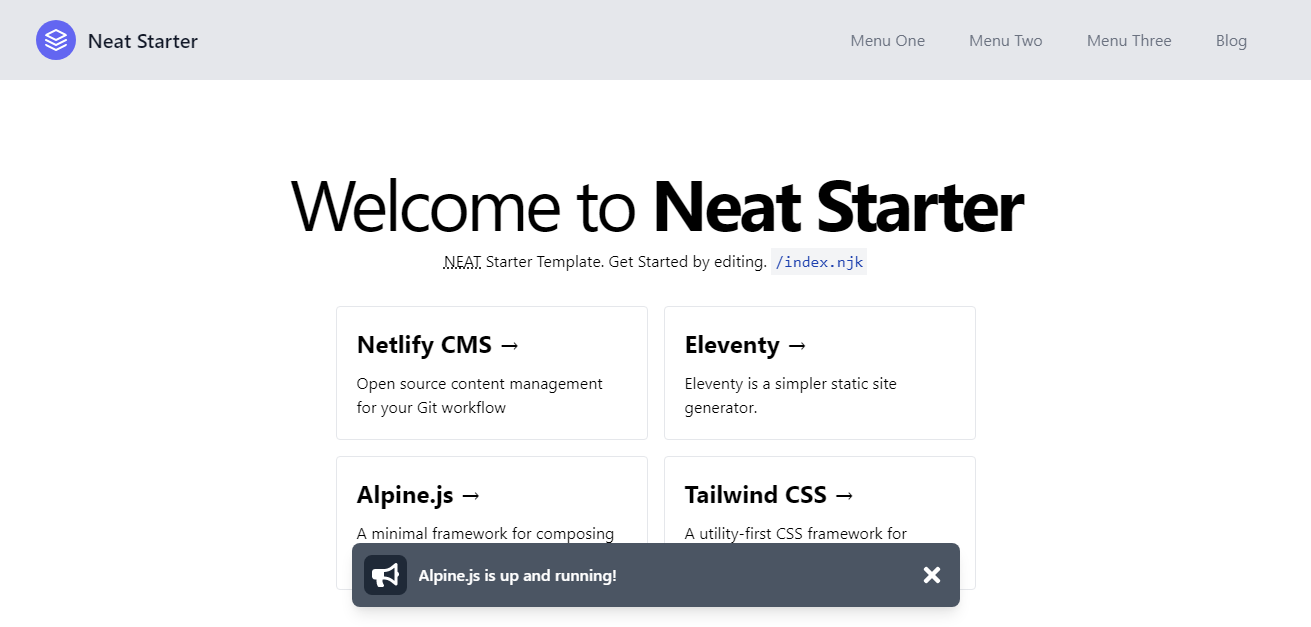 Neat Starter
Menu One
Menu Two
Menu Three
Blog
Welcome to Neat Starter
NEAT Starter Template. Get Started by editing. /index.njk
Netlify CMS →
Open source content management
for your Git workflow
Eleventy →
Eleventy is a simpler static site
generator.
Alpine.js →
A minimal framework for composing
Tailwind CSS →
A utility-first CSS framework for
Alpine.js is up and running!